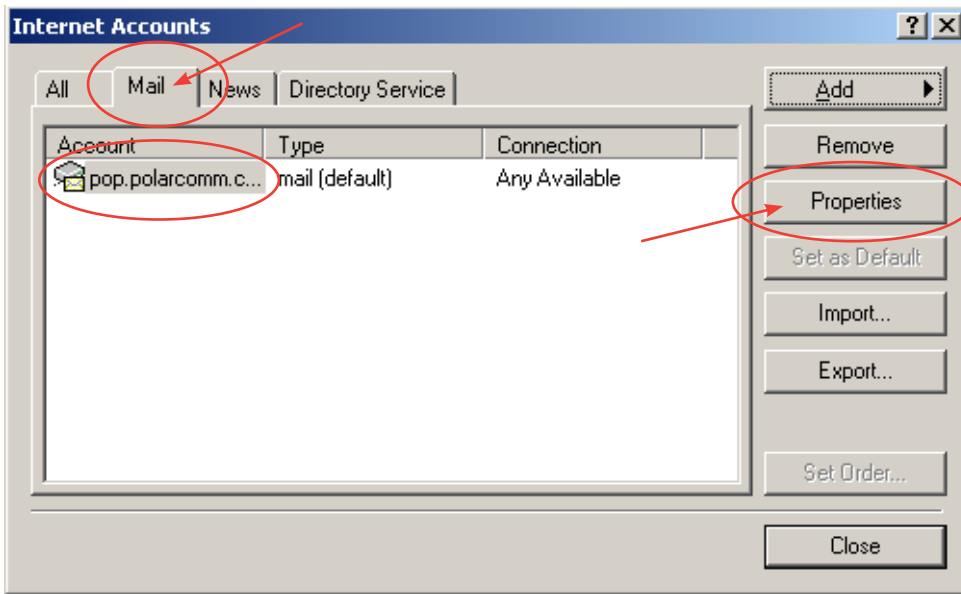 Internet Accounts
All Mail News Directory Service
Add
Account Type Connection
Remove
pop.polarcomm.c... mail (default) Any Available
Properties
Set as Default
Import...
Export...
Set Order...
Close